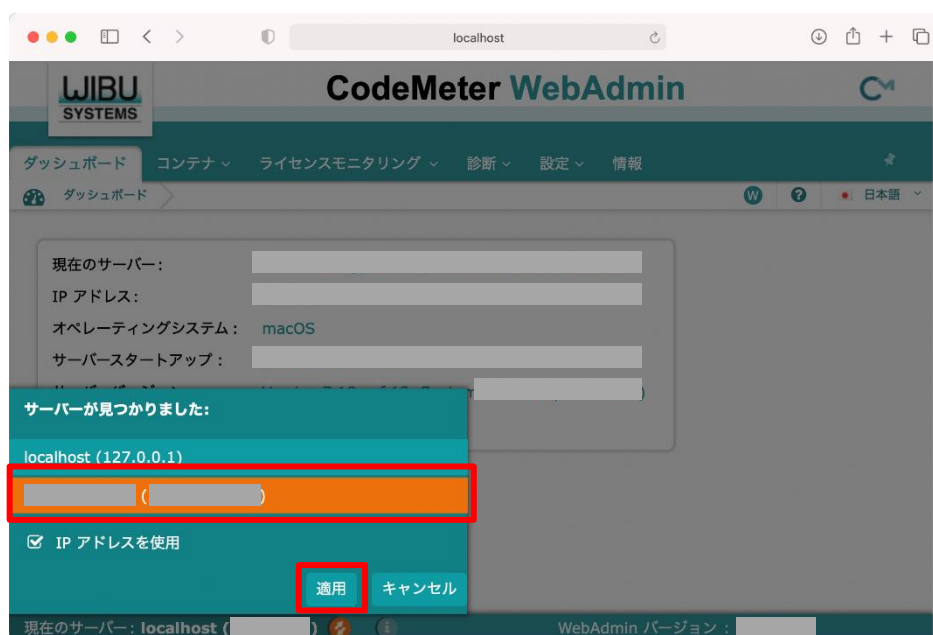 localhost
WIBU
SYSTEMS
CodeMeter WebAdmin
ダッシュボード コンテナ ライセンスモニタリング 診断 設定 情報
ダッシュボード
W ? 日本語
現在のサーバー:
IP アドレス:
オペレーティングシステム: macOS
サーバースタートアップ:
サーバーが見つかりました:
localhost (127.0.0.1)
( )
IP アドレスを使用
適用 キャンセル
現在のサーバー: localhost ( )
WebAdmin バージョン :